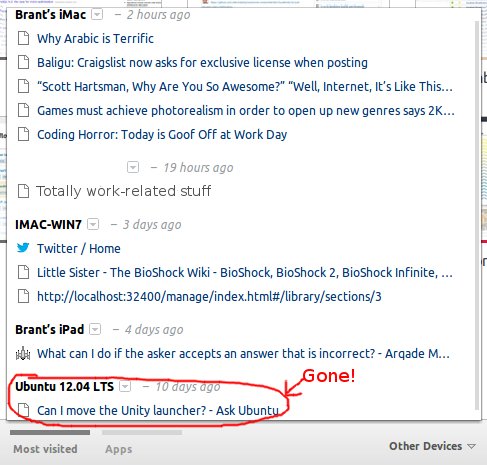 Brant's iMac – 2 hours ago
Why Arabic is Terrific
Baligu: Craigslist now asks for exclusive license when posting
“Scott Hartsman, Why Are You So Awesome?” “Well, Internet, It’s Like This...
Games must achieve photorealism in order to open up new genres says 2K...
Coding Horror: Today is Goof Off at Work Day
– 19 hours ago
Totally work-related stuff
IMAC-WIN7 – 3 days ago
Twitter / Home
Little Sister - The BioShock Wiki - BioShock, BioShock 2, BioShock Infinite, ...
http://localhost:32400/manage/index.html#/library/sections/3
Brant's iPad – 4 days ago
What can I do if the asker accepts an answer that is incorrect? - Arqade M...
Gone!
Ubuntu 12.04 LTS – 10 days ago
Can I move the Unity launcher? - Ask Ubuntu
Most visited Apps Other Devices